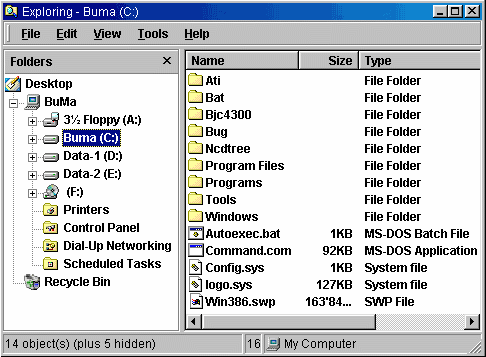 Exploring - Buma (C:)
File Edit View Tools Help
Folders
Desktop
BuMa
3½ Floppy (A:)
Buma (C:)
Data-1 (D:)
Data-2 (E:)
(F:)
Printers
Control Panel
Dial-Up Networking
Scheduled Tasks
Recycle Bin
Name Size Type
Ati File Folder
Bat File Folder
Bjc4300 File Folder
Bug File Folder
Ncdtree File Folder
Program Files File Folder
Programs File Folder
Tools File Folder
Windows File Folder
Autoexec.bat 1KB MS-DOS Batch File
Command.com 92KB MS-DOS Application
Config.sys 1KB System file
logo.sys 127KB System file
Win386.swp 163'84... SWP File
14 object(s) (plus 5 hidden) 16 My Computer